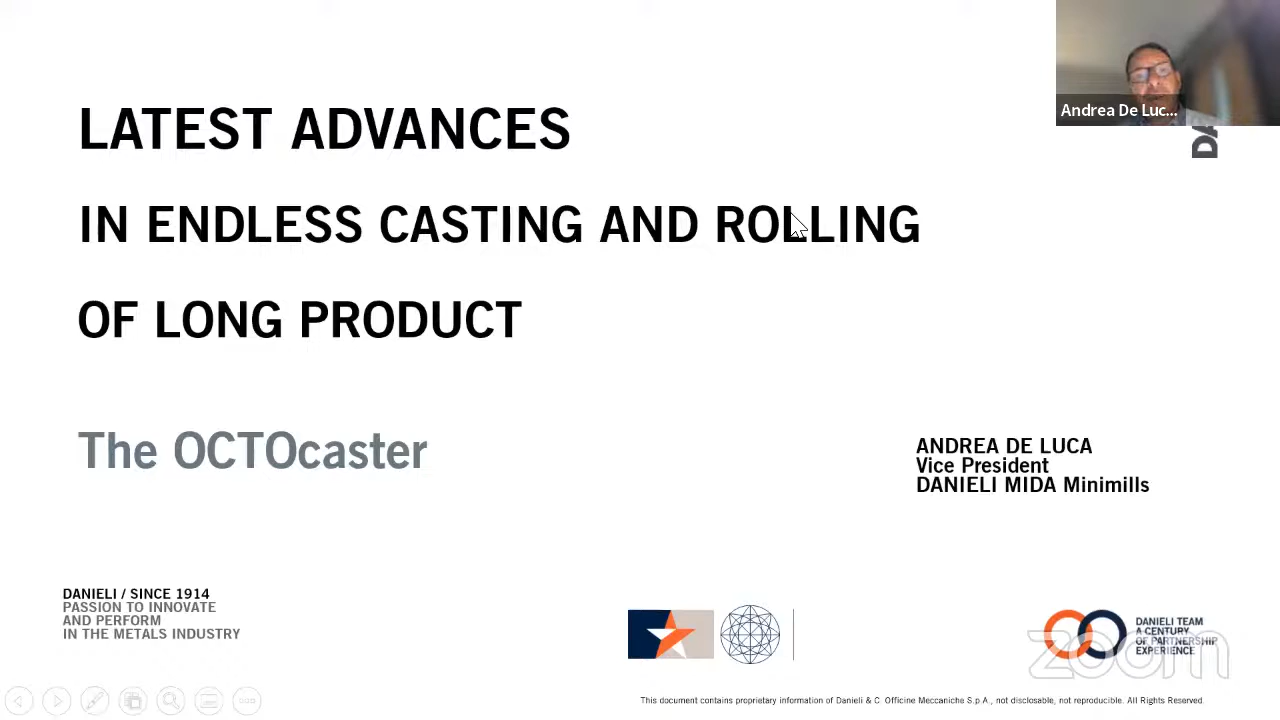 Andrea De Luc...
DA
LATEST ADVANCES
IN ENDLESS CASTING AND ROLLING
OF LONG PRODUCT
The OCTOcaster
ANDREA DE LUCA
Vice President
DANIELI MIDA Minimills
DANIELI / SINCE 1914
PASSION TO INNOVATE
AND PERFORM
IN THE METALS INDUSTRY
DANIELI TEAM
A CENTURY
OF PARTNERSHIP
EXPERIENCE
zoom
This document contains proprietary information of Danieli & C. Officine Meccaniche S.p.A., not disclosable, not reproducible. All Rights Reserved.